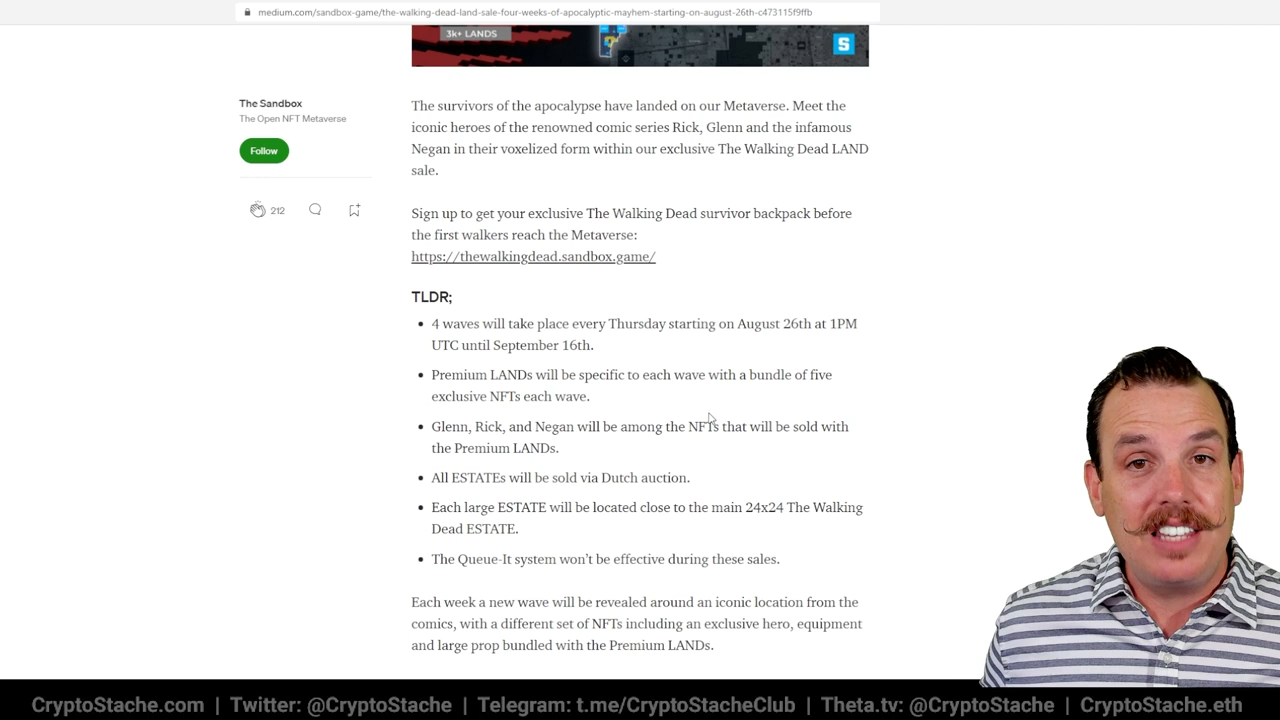 medium.com/sandbox-game/the-walking-dead-land-sale-four-weeks-of-apocalyptic-mayhem-starting-on-august-26th-c473115f9ffb
3k+ LANDS
S
The Sandbox
The Open NFT Metaverse
Follow
212
The survivors of the apocalypse have landed on our Metaverse. Meet the
iconic heroes of the renowned comic series Rick, Glenn and the infamous
Negan in their voxelized form within our exclusive The Walking Dead LAND
sale.
Sign up to get your exclusive The Walking Dead survivor backpack before
the first walkers reach the Metaverse:
https://thewalkingdead.sandbox.game/
TLDR;
• 4 waves will take place every Thursday starting on August 26th at 1PM
UTC until September 16th.
• Premium LANDs will be specific to each wave with a bundle of five
exclusive NFTs each wave.
• Glenn, Rick, and Negan will be among the NFTs that will be sold with
the Premium LANDs.
• All ESTATEs will be sold via Dutch auction.
• Each large ESTATE will be located close to the main 24x24 The Walking
Dead ESTATE.
• The Queue-It system won’t be effective during these sales.
Each week a new wave will be revealed around an iconic location from the
comics, with a different set of NFTs including an exclusive hero, equipment
and large prop bundled with the Premium LANDs.
CryptoStache.com | Twitter: @CryptoStache | Telegram: t.me/CryptoStacheClub | Theta.tv: @CryptoStache | CryptoStache.eth